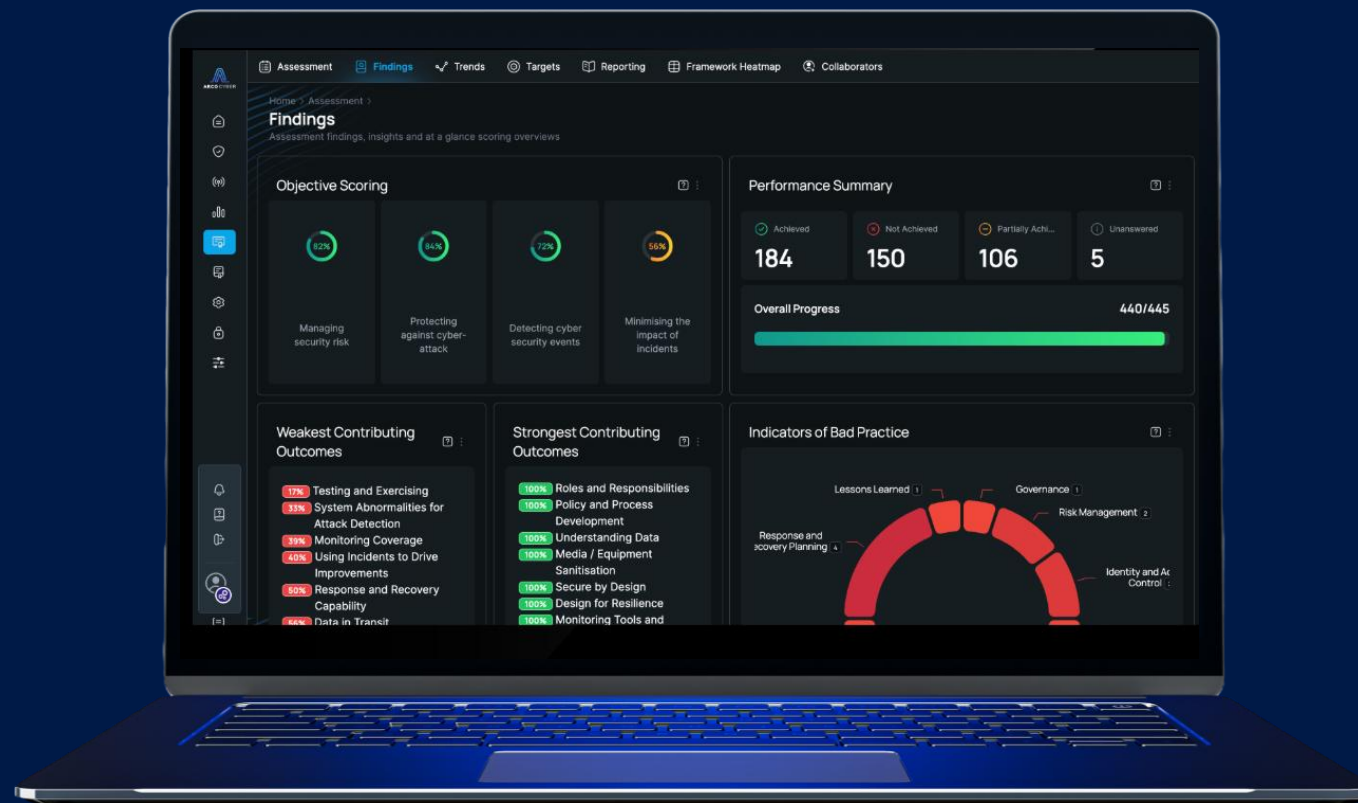 Assessment
Findings
Trends
Targets
Reporting
Framework Heatmap
Collaborators
ARCO CYBER
Home > Assessment >
Findings
Assessment findings, insights and at a glance scoring overviews
Objective Scoring
82%
84%
72%
56%
Managing
security risk
Protecting
against cyber-
attack
Detecting cyber
security events
Minimising the
impact of
incidents
Performance Summary
Achieved
184
Not Achieved
150
Partially Achi...
106
Unanswered
5
Overall Progress
440/445
Weakest Contributing
Outcomes
17% Testing and Exercising
33% System Abnormalities for
Attack Detection
39% Monitoring Coverage
40% Using Incidents to Drive
Improvements
50% Response and Recovery
Capability
56% Data in Transit
Strongest Contributing
Outcomes
100% Roles and Responsibilities
100% Policy and Process
Development
100% Understanding Data
100% Media / Equipment
Sanitisation
100% Secure by Design
100% Design for Resilience
100% Monitoring Tools and
Indicators of Bad Practice
Lessons Learned 1
Governance 1
Risk Management 2
Response and
ecovery Planning 4
Identity and Ac
Control